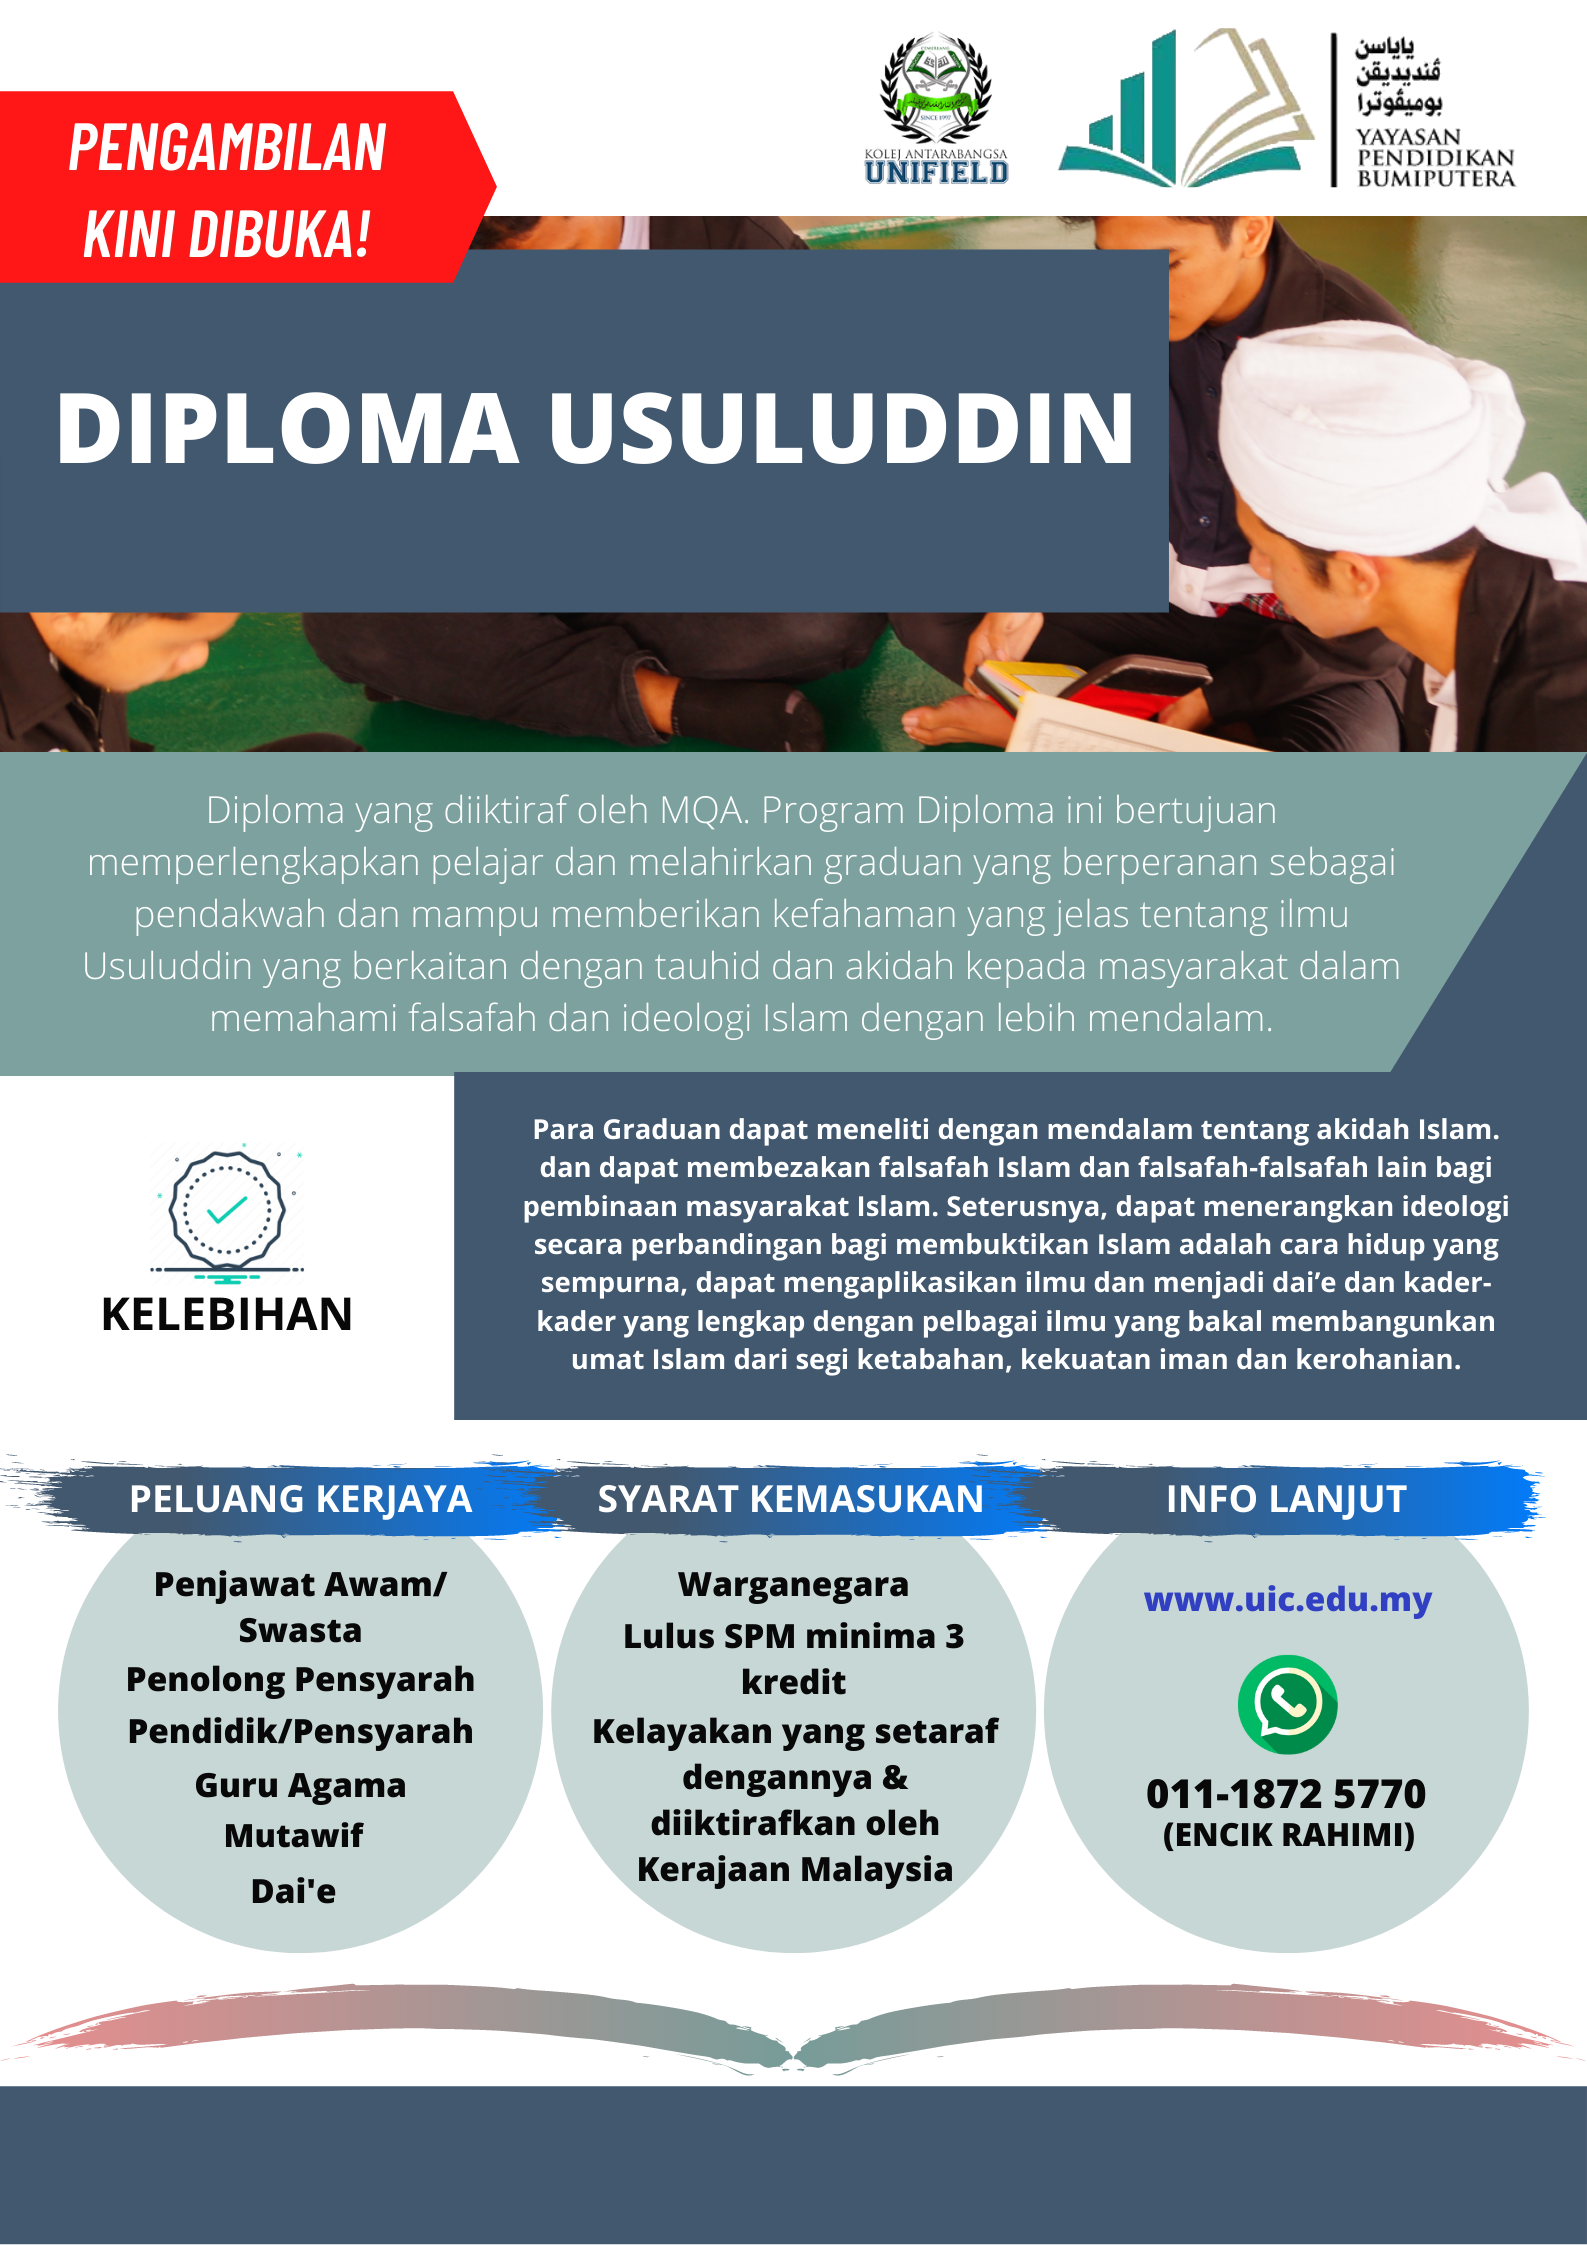 KOLEJ ANTARABANGSA
UNIFIELD
SINCE 1997
ياياسن
ڤنديديقن
بوميڤوترا
YAYASAN
PENDIDIKAN
BUMIPUTERA
PENGAMBILAN
KINI DIBUKA!
DIPLOMA USULUDDIN
Diploma yang diiktiraf oleh MQA. Program Diploma ini bertujuan
memperlengkapkan pelajar dan melahirkan graduan yang berperanan sebagai
pendakwah dan mampu memberikan kefahaman yang jelas tentang ilmu
Usuluddin yang berkaitan dengan tauhid dan akidah kepada masyarakat dalam
memahami falsafah dan ideologi Islam dengan lebih mendalam.
KELEBIHAN
Para Graduan dapat meneliti dengan mendalam tentang akidah Islam.
dan dapat membezakan falsafah Islam dan falsafah-falsafah lain bagi
pembinaan masyarakat Islam. Seterusnya, dapat menerangkan ideologi
secara perbandingan bagi membuktikan Islam adalah cara hidup yang
sempurna, dapat mengaplikasikan ilmu dan menjadi dai’e dan kader-
kader yang lengkap dengan pelbagai ilmu yang bakal membangunkan
umat Islam dari segi ketabahan, kekuatan iman dan kerohanian.
PELUANG KERJAYA
Penjawat Awam/
Swasta
Penolong Pensyarah
Pendidik/Pensyarah
Guru Agama
Mutawif
Dai'e
SYARAT KEMASUKAN
Warganegara
Lulus SPM minima 3
kredit
Kelayakan yang setaraf
dengannya &
diiktirafkan oleh
Kerajaan Malaysia
INFO LANJUT
www.uic.edu.my
011-1872 5770
(ENCIK RAHIMI)